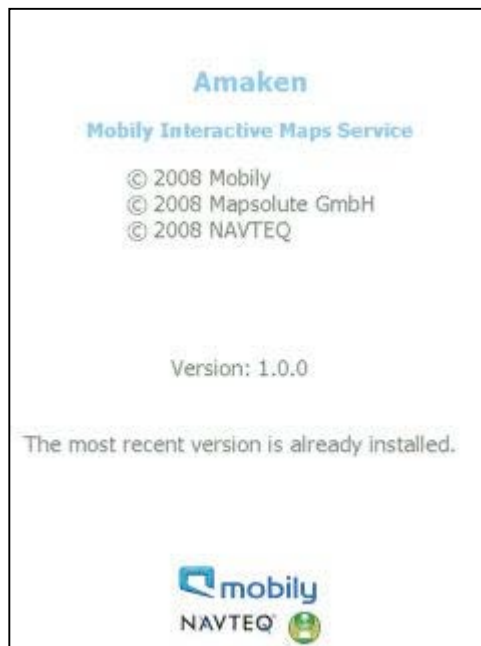 Amaken
Mobily Interactive Maps Service
© 2008 Mobily
© 2008 Mapsolute GmbH
© 2008 NAVTEQ
Version: 1.0.0
The most recent version is already installed.
mobily
NAVTEQ